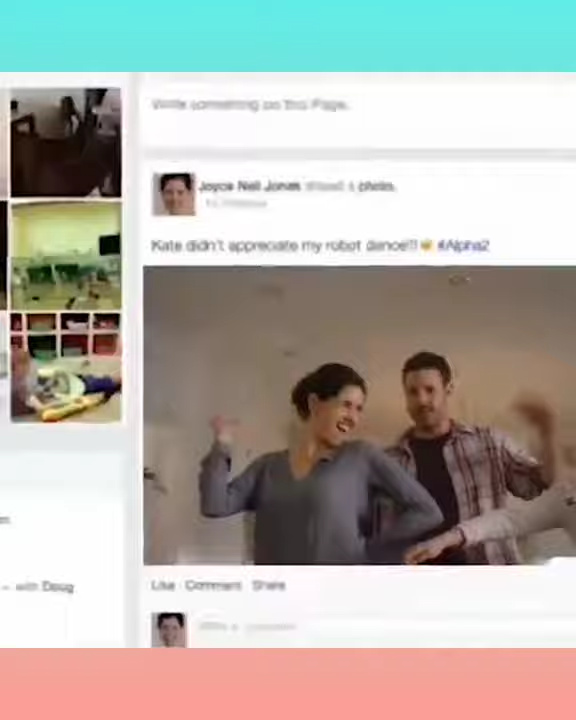 Write something on this Page.
Joyce Neil Jones shared a photo.
Kate didn't appreciate my robot dance!!! #Alpha2
Like Comment Share
– with Doug